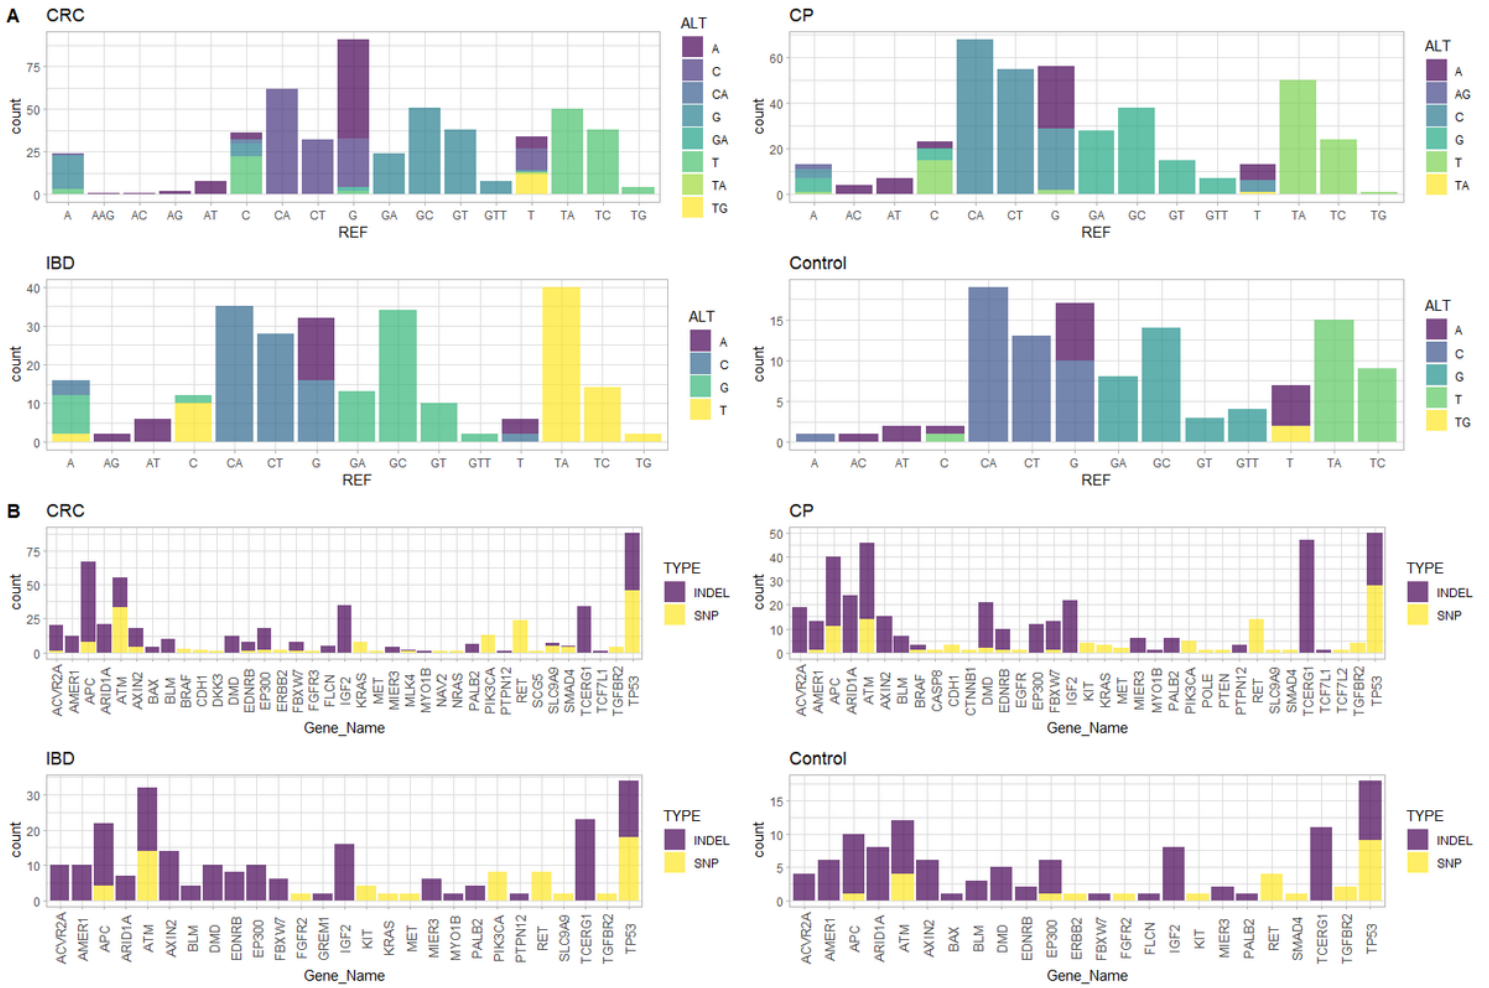 A
CRC
count
75
50
25
0
A AAG AC AG AT C CA CT G GA GC GT GTT T TA TC TG
REF
ALT
A
C
CA
G
GA
T
TA
TG
CP
count
60
40
20
0
A AC AT C CA CT G GA GC GT GTT T TA TC TG
REF
ALT
A
AG
C
G
T
TA
IBD
count
40
30
20
10
0
A AG AT C CA CT G GA GC GT GTT T TA TC TG
REF
ALT
A
C
G
T
Control
count
15
10
5
0
A AC AT C CA CT G GA GC GT GTT T TA TC
REF
ALT
A
C
G
T
TG
B
CRC
count
75
50
25
0
ACVR2A AMER1 APC ARID1A ATM AXIN2 BAX BLM BRAF CDH1 DKK3 DMD EDNRB EP300 ERBB2 FBXW7 FGFR3 FLCN IGF2 KRAS MET MIER3 MLK4 MYO1B NAV2 NRAS PALB2 PIK3CA PTPN12 RET SCG5 SLC9A9 SMAD4 TCERG1 TCF7L1 TGFBR2 TP53
Gene_Name
TYPE
INDEL
SNP
CP
count
50
40
30
20
10
0
ACVR2A AMER1 APC ARID1A ATM AXIN2 BLM BRAF CASP8 CDH1 CTNNB1 DMD EDNRB EGFR EP300 FBXW7 IGF2 KIT KRAS MET MIER3 MYO1B PALB2 PIK3CA POLE PTEN PTPN12 RET SLC9A9 SMAD4 TCERG1 TCF7L1 TCF7L2 TGFBR2 TP53
Gene_Name
TYPE
INDEL
SNP
IBD
count
30
20
10
0
ACVR2A AMER1 APC ARID1A ATM AXIN2 BLM DMD EDNRB EP300 FBXW7 FGFR2 GREM1 IGF2 KIT KRAS MET MIER3 MYO1B PALB2 PIK3CA PTPN12 RET SLC9A9 TCERG1 TGFBR2 TP53
Gene_Name
TYPE
INDEL
SNP
Control
count
15
10
5
0
ACVR2A AMER1 APC ARID1A ATM AXIN2 BAX BLM DMD EDNRB EP300 ERBB2 FBXW7 FGFR2 FLCN IGF2 KIT MIER3 PALB2 RET SMAD4 TCERG1 TGFBR2 TP53
Gene_Name
TYPE
INDEL
SNP